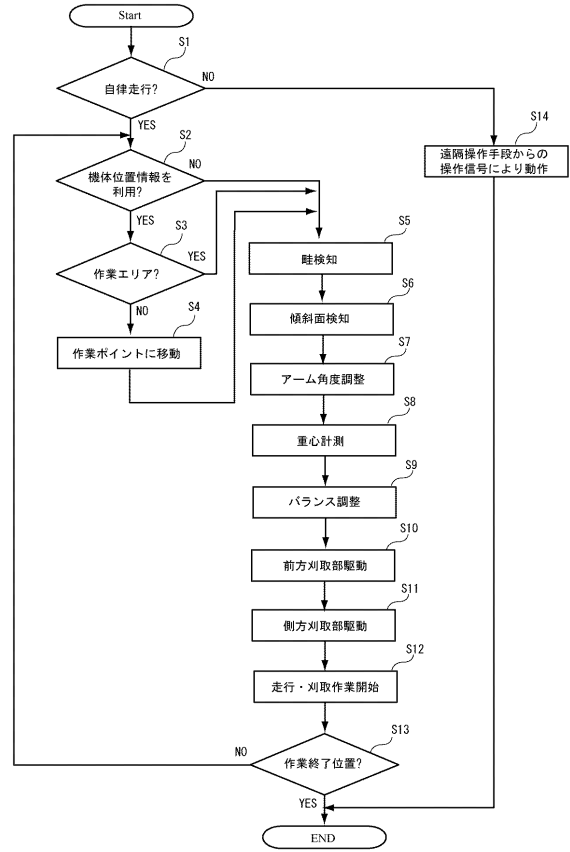 Start
S1
自律走行?
NO
YES
S14
遠隔操作手段からの
操作信号により動作
S2
機体位置情報を
利用?
NO
YES
S3
作業エリア?
YES
NO
S4
作業ポイントに移動
S5
畦検知
S6
傾斜面検知
S7
アーム角度調整
S8
重心計測
S9
バランス調整
S10
前方刈取部駆動
S11
側方刈取部駆動
S12
走行・刈取作業開始
S13
作業終了位置?
NO
YES
END